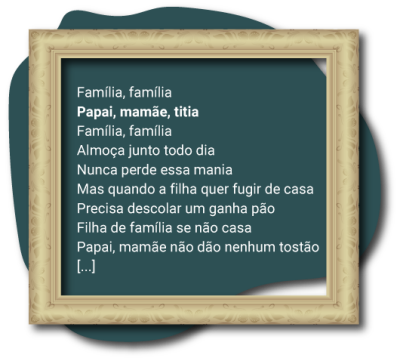 Família, família
Papai, mamãe, titia
Família, família
Almoça junto todo dia
Nunca perde essa mania
Mas quando a filha quer fugir de casa
Precisa descolar um ganha pão
Filha de família se não casa
Papai, mamãe não dão nenhum tostão
[...]